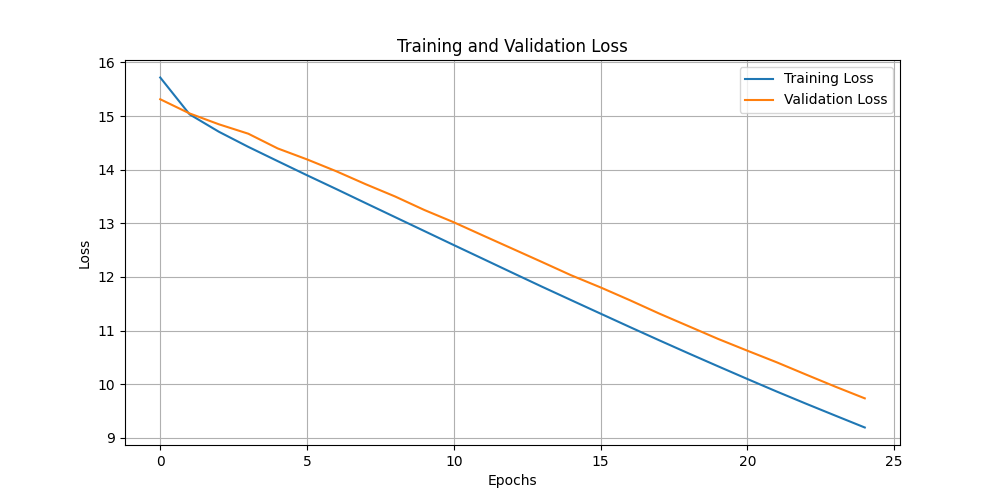 Training and Validation Loss
Training Loss
Validation Loss
Loss
16
15
14
13
12
11
10
9
0 5 10 15 20 25
Epochs